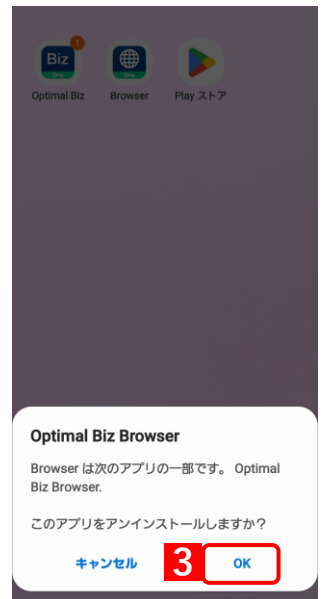 Biz
1
Optimal Biz
Browser
Play ストア
Optimal Biz Browser
Browser は次のアプリの一部です。 Optimal
Biz Browser.
このアプリをアンインストールしますか？
キャンセル
3
OK